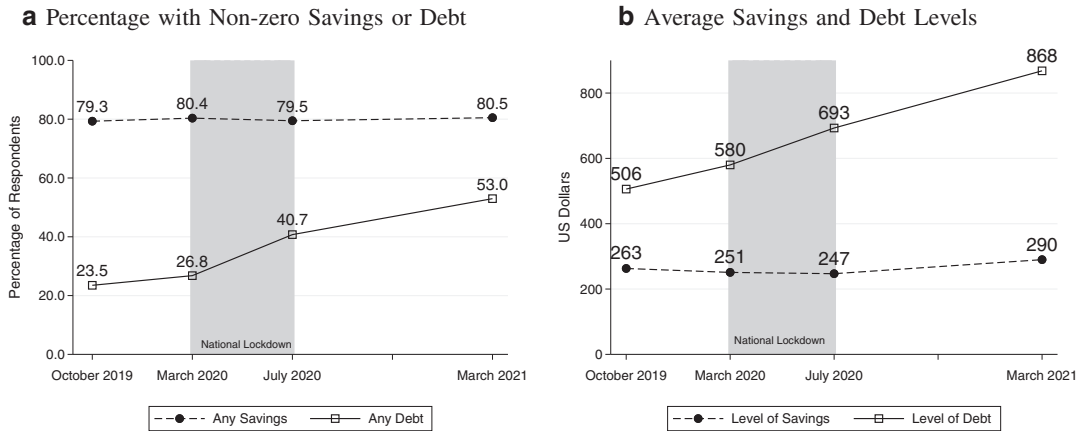 a Percentage with Non-zero Savings or Debt
100.0
80.0
60.0
40.0
20.0
0.0
Percentage of Respondents
79.3
80.4
79.5
80.5
23.5
26.8
40.7
53.0
National Lockdown
October 2019
March 2020
July 2020
March 2021
Any Savings
Any Debt
b Average Savings and Debt Levels
800
600
400
200
0
US Dollars
506
580
693
868
263
251
247
290
National Lockdown
October 2019
March 2020
July 2020
March 2021
Level of Savings
Level of Debt